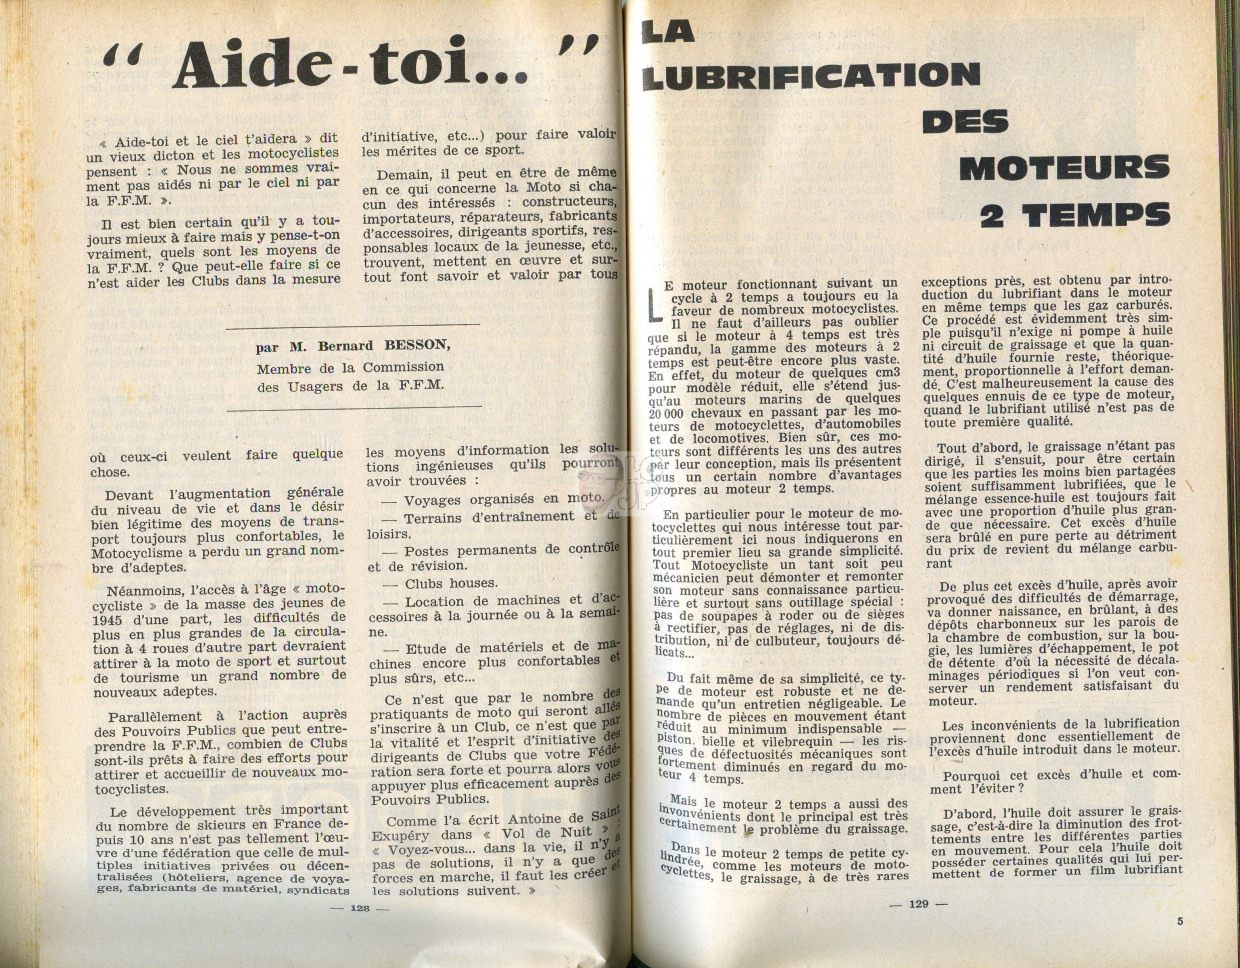 “ Aide-toi... ”
« Aide-toi et le ciel t'aidera » dit
un vieux dicton et les motocyclistes
pensent : « Nous ne sommes vrai-
ment pas aidés ni par le ciel ni par
la F.F.M. ».
Il est bien certain qu'il y a tou-
jours mieux à faire mais y pense-t-on
vraiment, quels sont les moyens de
la F.F.M. ? Que peut-elle faire si ce
n'est aider les Clubs dans la mesure
d'initiative, etc...) pour faire valoir
les mérites de ce sport.
Demain, il peut en être de même
en ce qui concerne la Moto si cha-
cun des intéressés : constructeurs,
importateurs, réparateurs, fabricants
d'accessoires, dirigeants sportifs, res-
ponsables locaux de la jeunesse, etc.,
trouvent, mettent en œuvre et sur-
tout font savoir et valoir par tous
par M. Bernard BESSON,
Membre de la Commission
des Usagers de la F.F.M.
où ceux-ci veulent faire quelque
chose.
Devant l'augmentation générale
du niveau de vie et dans le désir
bien légitime des moyens de trans-
port toujours plus confortables, le
Motocyclisme a perdu un grand nom-
bre d'adeptes.
Néanmoins, l'accès à l'âge « moto-
cycliste » de la masse des jeunes de
1945 d'une part, les difficultés de
plus en plus grandes de la circula-
tion à 4 roues d'autre part devraient
attirer à la moto de sport et surtout
de tourisme un grand nombre de
nouveaux adeptes.
Parallèlement à l'action auprès
des Pouvoirs Publics que peut entre-
prendre la F.F.M., combien de Clubs
sont-ils prêts à faire des efforts pour
attirer et accueillir de nouveaux mo-
tocyclistes.
Le développement très important
du nombre de skieurs en France de-
puis 10 ans n'est pas tellement l'œu-
vre d'une fédération que celle de mul-
tiples initiatives privées ou décen-
tralisées (hôteliers, agence de voya-
ges, fabricants de matériel, syndicats
les moyens d'information les solu-
tions ingénieuses qu'ils pourront
avoir trouvées :
— Voyages organisés en moto.
— Terrains d'entraînement et de
loisirs.
— Postes permanents de contrôle
et de révision.
— Clubs houses.
— Location de machines et d'ac-
cessoires à la journée ou à la semai-
ne.
— Etude de matériels et de ma-
chines encore plus confortables et
plus sûrs, etc...
Ce n'est que par le nombre des
pratiquants de moto qui seront allés
s'inscrire à un Club, ce n'est que par
la vitalité et l'esprit d'initiative des
dirigeants de Clubs que votre Fédé-
ration sera forte et pourra alors vous
appuyer plus efficacement auprès des
Pouvoirs Publics.
Comme l'a écrit Antoine de Saint
Exupéry dans « Vol de Nuit » :
« Voyez-vous... dans la vie, il n'y a
pas de solutions, il n'y a que des
forces en marche, il faut les créer et
les solutions suivent. »
— 128 —
LA
LUBRIFICATION
DES
MOTEURS
2 TEMPS
LE moteur fonctionnant suivant un
cycle à 2 temps a toujours eu la
faveur de nombreux motocyclistes.
Il ne faut d'ailleurs pas oublier
que si le moteur à 4 temps est très
répandu, la gamme des moteurs à 2
temps est peut-être encore plus vaste.
En effet, du moteur de quelques cm3
pour modèle réduit, elle s'étend jus-
qu'au moteurs marins de quelques
20 000 chevaux en passant par les mo-
teurs de motocyclettes, d'automobiles
et de locomotives. Bien sûr, ces mo-
teurs sont différents les uns des autres
par leur conception, mais ils présentent
tous un certain nombre d'avantages
propres au moteur 2 temps.
En particulier pour le moteur de mo-
tocyclettes qui nous intéresse tout par-
ticulièrement ici nous indiquerons en
tout premier lieu sa grande simplicité.
Tout Motocycliste un tant soit peu
mécanicien peut démonter et remonter
son moteur sans connaissance particu-
lière et surtout sans outillage spécial :
pas de soupapes à roder ou de sièges
à rectifier, pas de réglages, ni de dis-
tribution, ni de culbuteur, toujours dé-
licats...
Du fait même de sa simplicité, ce ty-
pe de moteur est robuste et ne de-
mande qu'un entretien négligeable. Le
nombre de pièces en mouvement étant
réduit au minimum indispensable —
piston, bielle et vilebrequin — les ris-
ques de défectuosités mécaniques sont
fortement diminués en regard du mo-
teur 4 temps.
Mais le moteur 2 temps a aussi des
inconvénients dont le principal est très
certainement le problème du graissage.
Dans le moteur 2 temps de petite cy-
lindrée, comme les moteurs de moto-
cyclettes, le graissage, à de très rares
exceptions près, est obtenu par intro-
duction du lubrifiant dans le moteur
en même temps que les gaz carburés.
Ce procédé est évidemment très sim-
ple puisqu'il n'exige ni pompe à huile
ni circuit de graissage et que la quan-
tité d'huile fournie reste, théorique-
ment, proportionnelle à l'effort deman-
dé. C'est malheureusement la cause des
quelques ennuis de ce type de moteur,
quand le lubrifiant utilisé n'est pas de
toute première qualité.
Tout d'abord, le graissage n'étant pas
dirigé, il s'ensuit, pour être certain
que les parties les moins bien partagées
soient suffisamment lubrifiées, que le
mélange essence-huile est toujours fait
avec une proportion d'huile plus gran-
de que nécessaire. Cet excès d'huile
sera brûlé en pure perte au détriment
du prix de revient du mélange carbu-
rant
De plus cet excès d'huile, après avoir
provoqué des difficultés de démarrage,
va donner naissance, en brûlant, à des
dépôts charbonneux sur les parois de
la chambre de combustion, sur la bou-
gie, les lumières d'échappement, le pot
de détente d'où la nécessité de décala-
minages périodiques si l'on veut con-
server un rendement satisfaisant du
moteur.
Les inconvénients de la lubrification
proviennent donc essentiellement de
l'excès d'huile introduit dans le moteur.
Pourquoi cet excès d'huile et com-
ment l'éviter ?
D'abord, l'huile doit assurer le grais-
sage, c'est-à-dire la diminution des frot-
tements entre les différentes parties
en mouvement. Pour cela l'huile doit
posséder certaines qualités qui lui per-
mettent de former un film lubrifiant
— 129 —
5